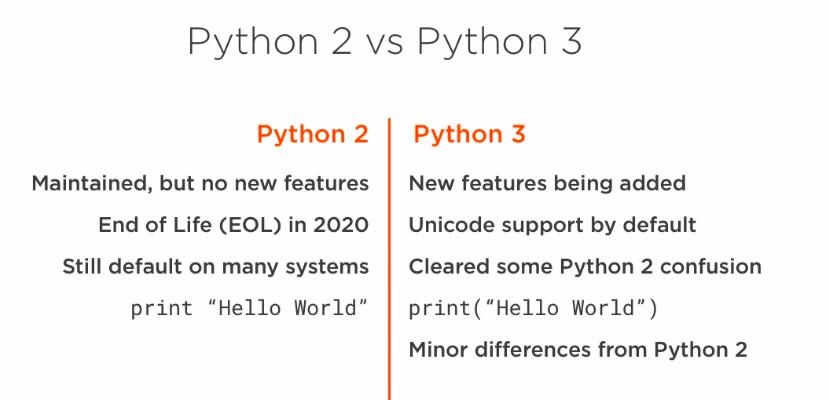 Python 2 vs Python 3
Python 2
Maintained, but no new features
End of Life (EOL) in 2020
Still default on many systems
print “Hello World”
Python 3
New features being added
Unicode support by default
Cleared some Python 2 confusion
print(“Hello World”)
Minor differences from Python 2